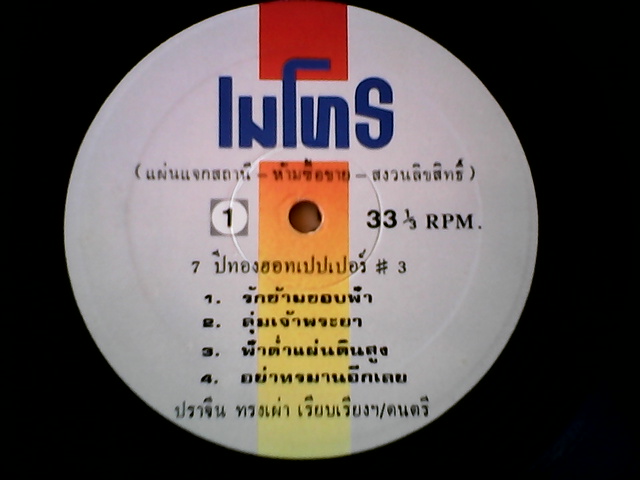 เมโทร
(แผ่นแจกสถานี - ห้ามซื้อขาย - สงวนลิขสิทธิ์)
1 33 ⅓ RPM.
7 ปีทองฮอทเปปเปอร์ # 3
1. รักข้ามขอบฟ้า
2. คุ้มเจ้าพระยา
3. ฟ้าต่ำแผ่นดินสูง
4. อย่าทรมานอีกเลย
ปราจีน ทรงเผ่า เรียบเรียงฯ/ดนตรี